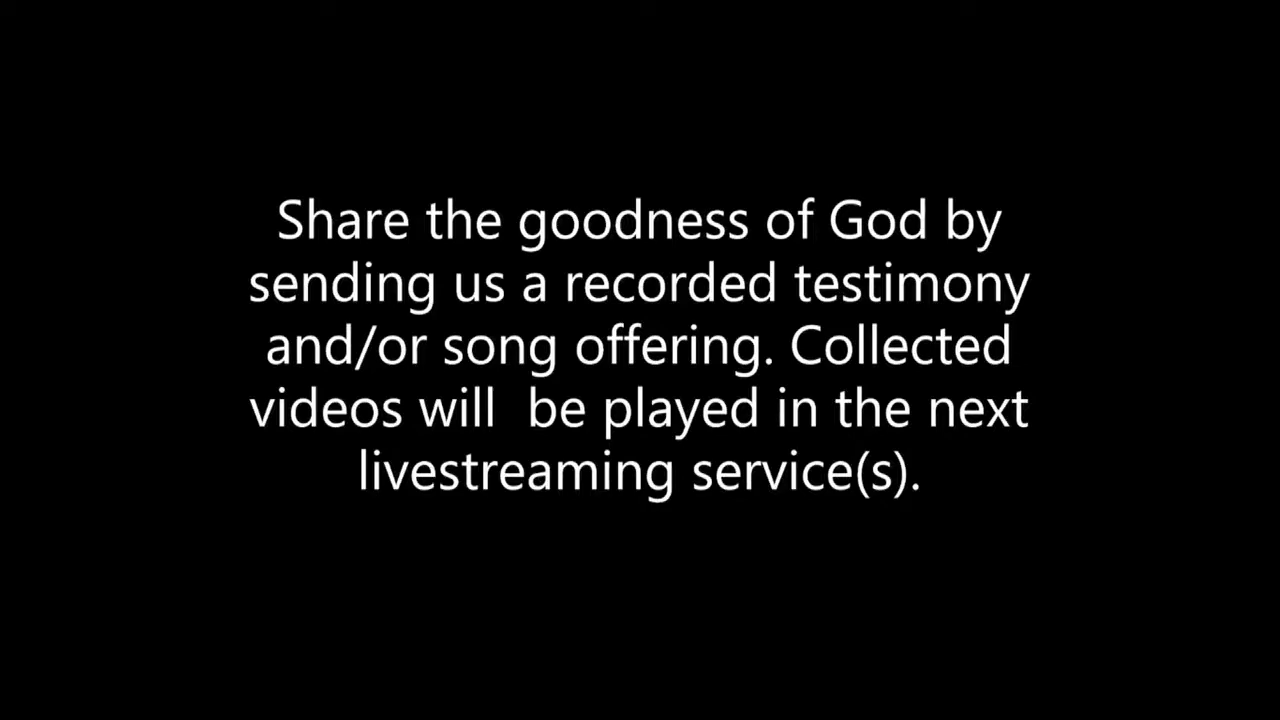 Share the goodness of God by
sending us a recorded testimony
and/or song offering. Collected
videos will  be played in the next
livestreaming service(s).